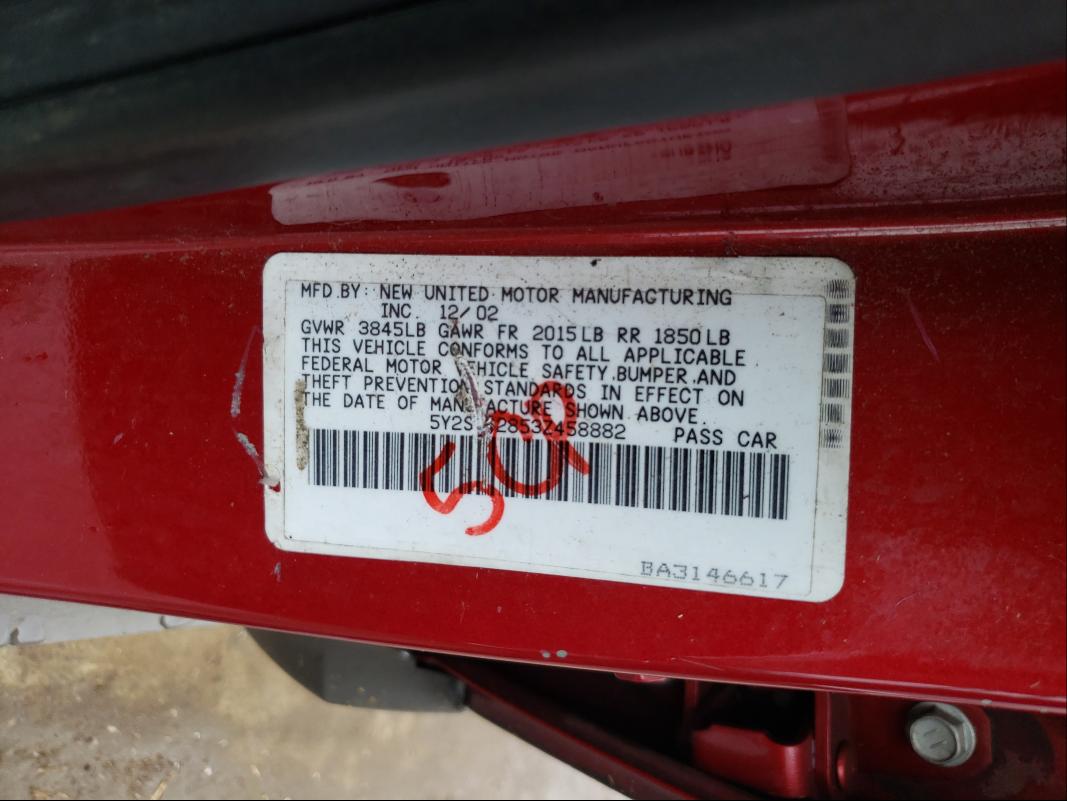 MFD.BY: NEW UNITED MOTOR MANUFACTURING
INC. 12/02
GVWR 3845LB GAWR FR 2015LB RR 1850LB
THIS VEHICLE CONFORMS TO ALL APPLICABLE
FEDERAL MOTOR VEHICLE SAFETY,BUMPER,AND
THEFT PREVENTION STANDARDS IN EFFECT ON
THE DATE OF MANUFACTURE SHOWN ABOVE.
PASS CAR
BA3146617